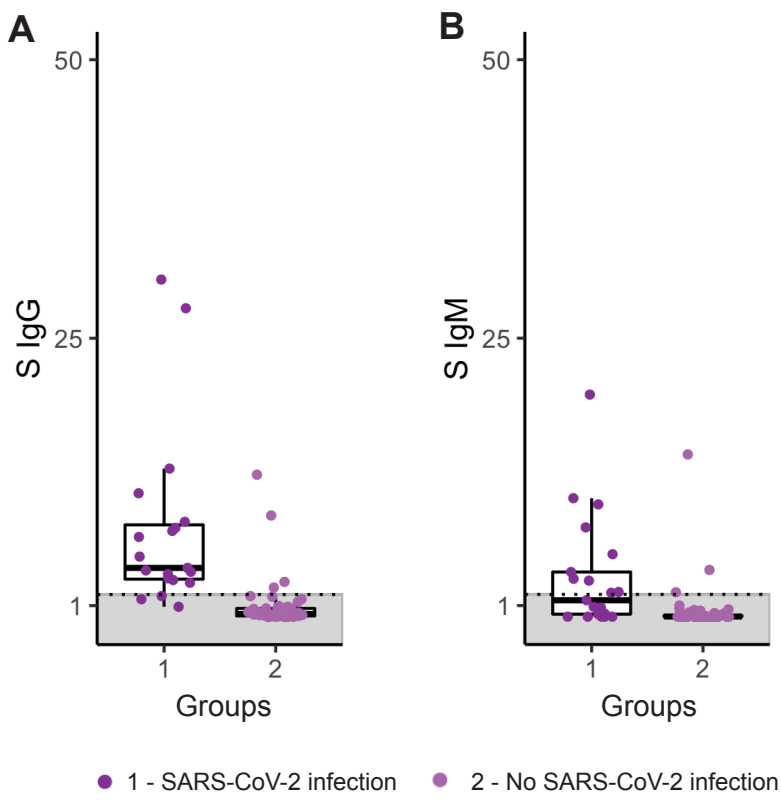 A
50
25
1
S IgG
1 2
Groups
B
50
25
1
S IgM
1 2
Groups
1 - SARS-CoV-2 infection 2 - No SARS-CoV-2 infection